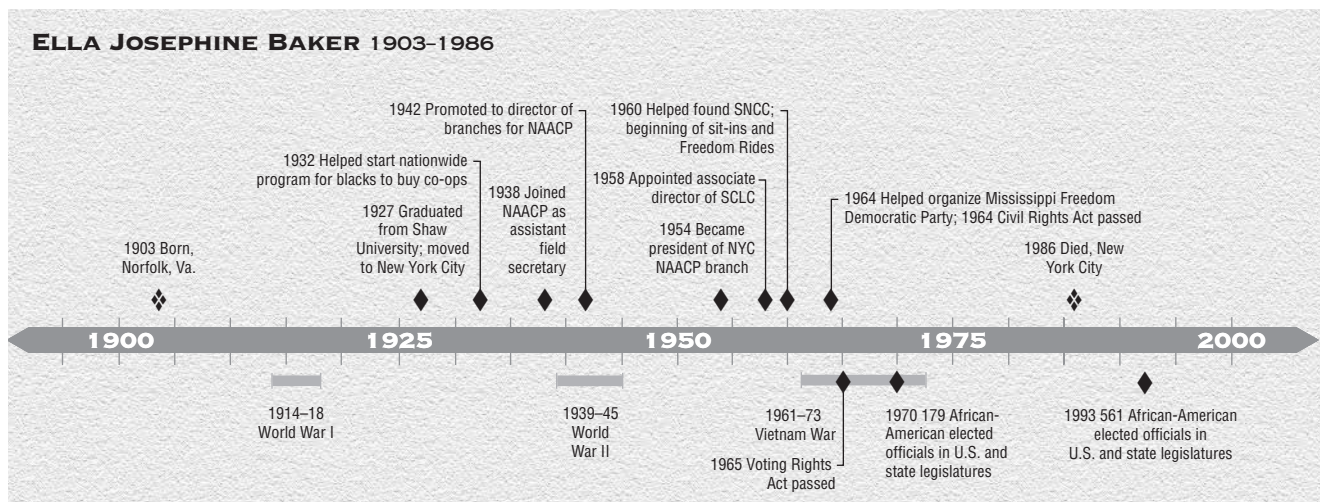 ELLA JOSEPHINE BAKER 1903–1986
1942 Promoted to director of
branches for NAACP
1960 Helped found SNCC;
beginning of sit-ins and
Freedom Rides
1932 Helped start nationwide
program for blacks to buy co-ops
1938 Joined
NAACP as
assistant
field
secretary
1958 Appointed associate
director of SCLC
1964 Helped organize Mississippi Freedom
Democratic Party; 1964 Civil Rights Act passed
1927 Graduated
from Shaw
University; moved
to New York City
1954 Became
president of NYC
NAACP branch
1903 Born,
Norfolk, Va.
1986 Died, New
York City
1900 1925 1950 1975 2000
1914–18
World War I
1939–45
World
War II
1961–73
Vietnam War
1965 Voting Rights
Act passed
1970 179 African-
American elected
officials in U.S. and
state legislatures
1993 561 African-American
elected officials in
U.S. and state legislatures